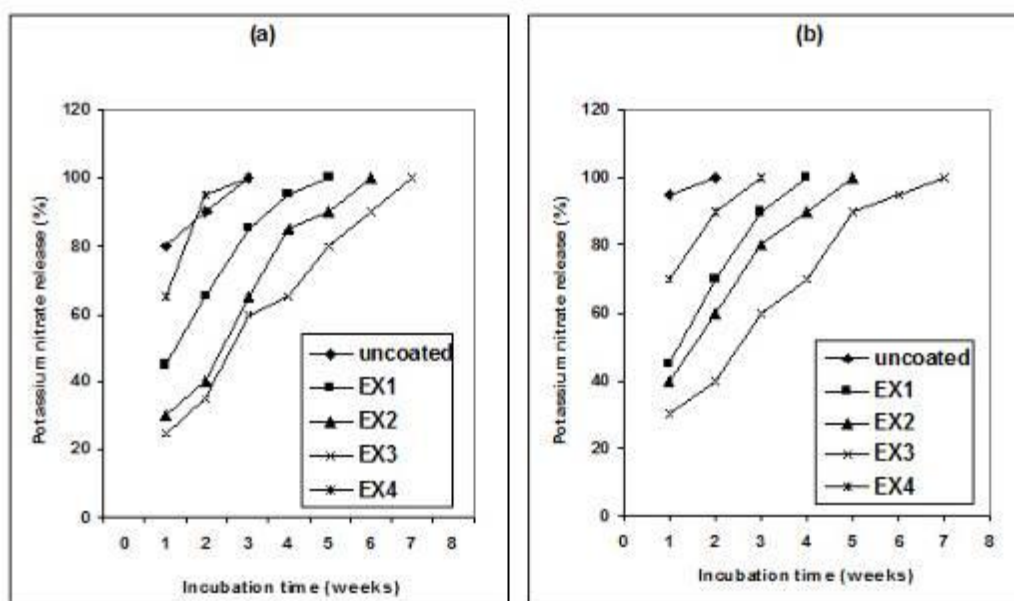 (a)
Potassium nitrate release (%)
120
100
80
60
40
20
0
0 1 2 3 4 5 6 7 8
Incubation time (weeks)
uncoated
EX1
EX2
EX3
EX4
(b)
Potassium nitrate release (%)
120
100
80
60
40
20
0
0 1 2 3 4 5 6 7 8
Incubation time (weeks)
uncoated
EX1
EX2
EX3
EX4